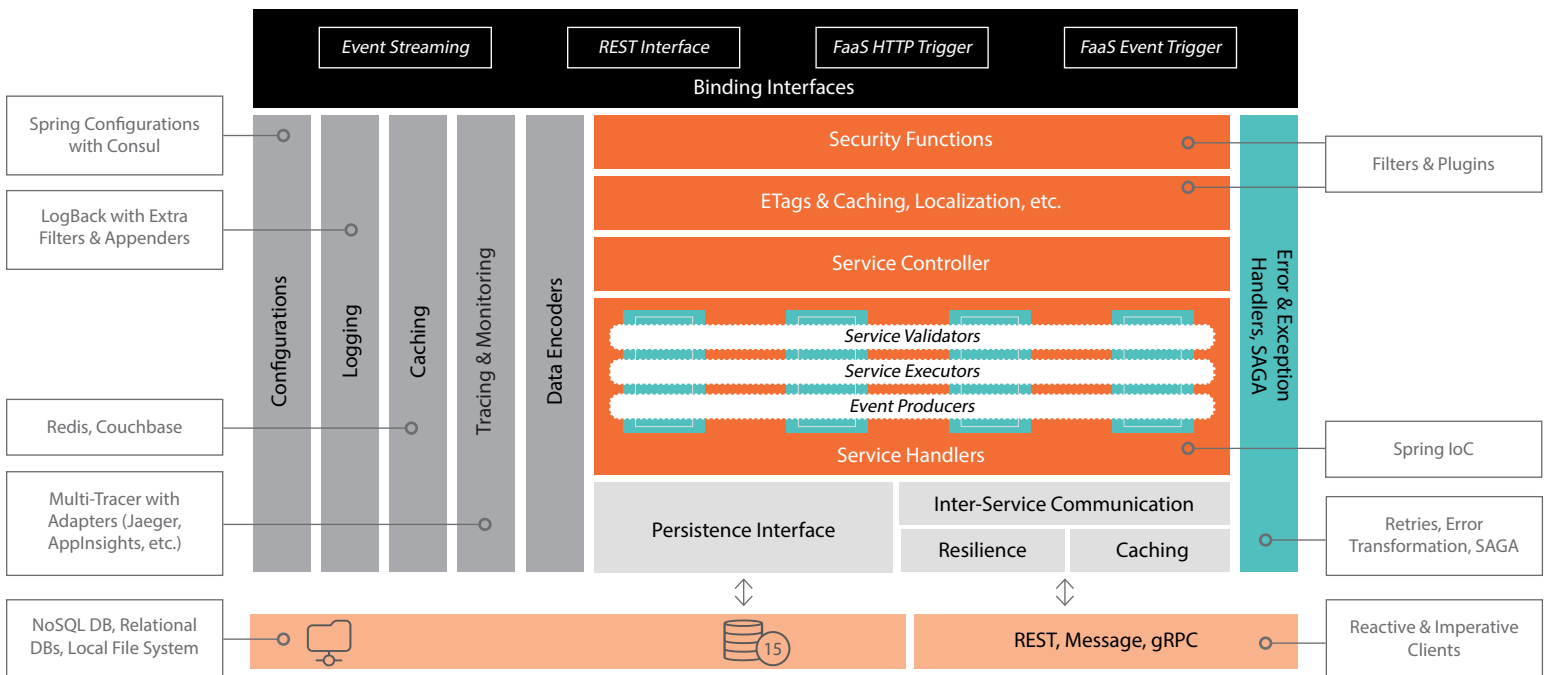 Event Streaming
REST Interface
FaaS HTTP Trigger
FaaS Event Trigger
Binding Interfaces
Spring Configurations
with Consul
LogBack with Extra
Filters & Appenders
Redis, Couchbase
Multi-Tracer with
Adapters (Jaeger,
AppInsights, etc.)
NoSQL DB, Relational
DBs, Local File System
Configurations
Logging
Caching
Tracing & Monitoring
Data Encoders
Security Functions
ETags & Caching, Localization, etc.
Service Controller
Service Validators
Service Executors
Event Producers
Service Handlers
Persistence Interface
Inter-Service Communication
Resilience
Caching
15
REST, Message, gRPC
Error & Exception
Handlers, SAGA
Filters & Plugins
Spring IoC
Retries, Error
Transformation, SAGA
Reactive & Imperative
Clients